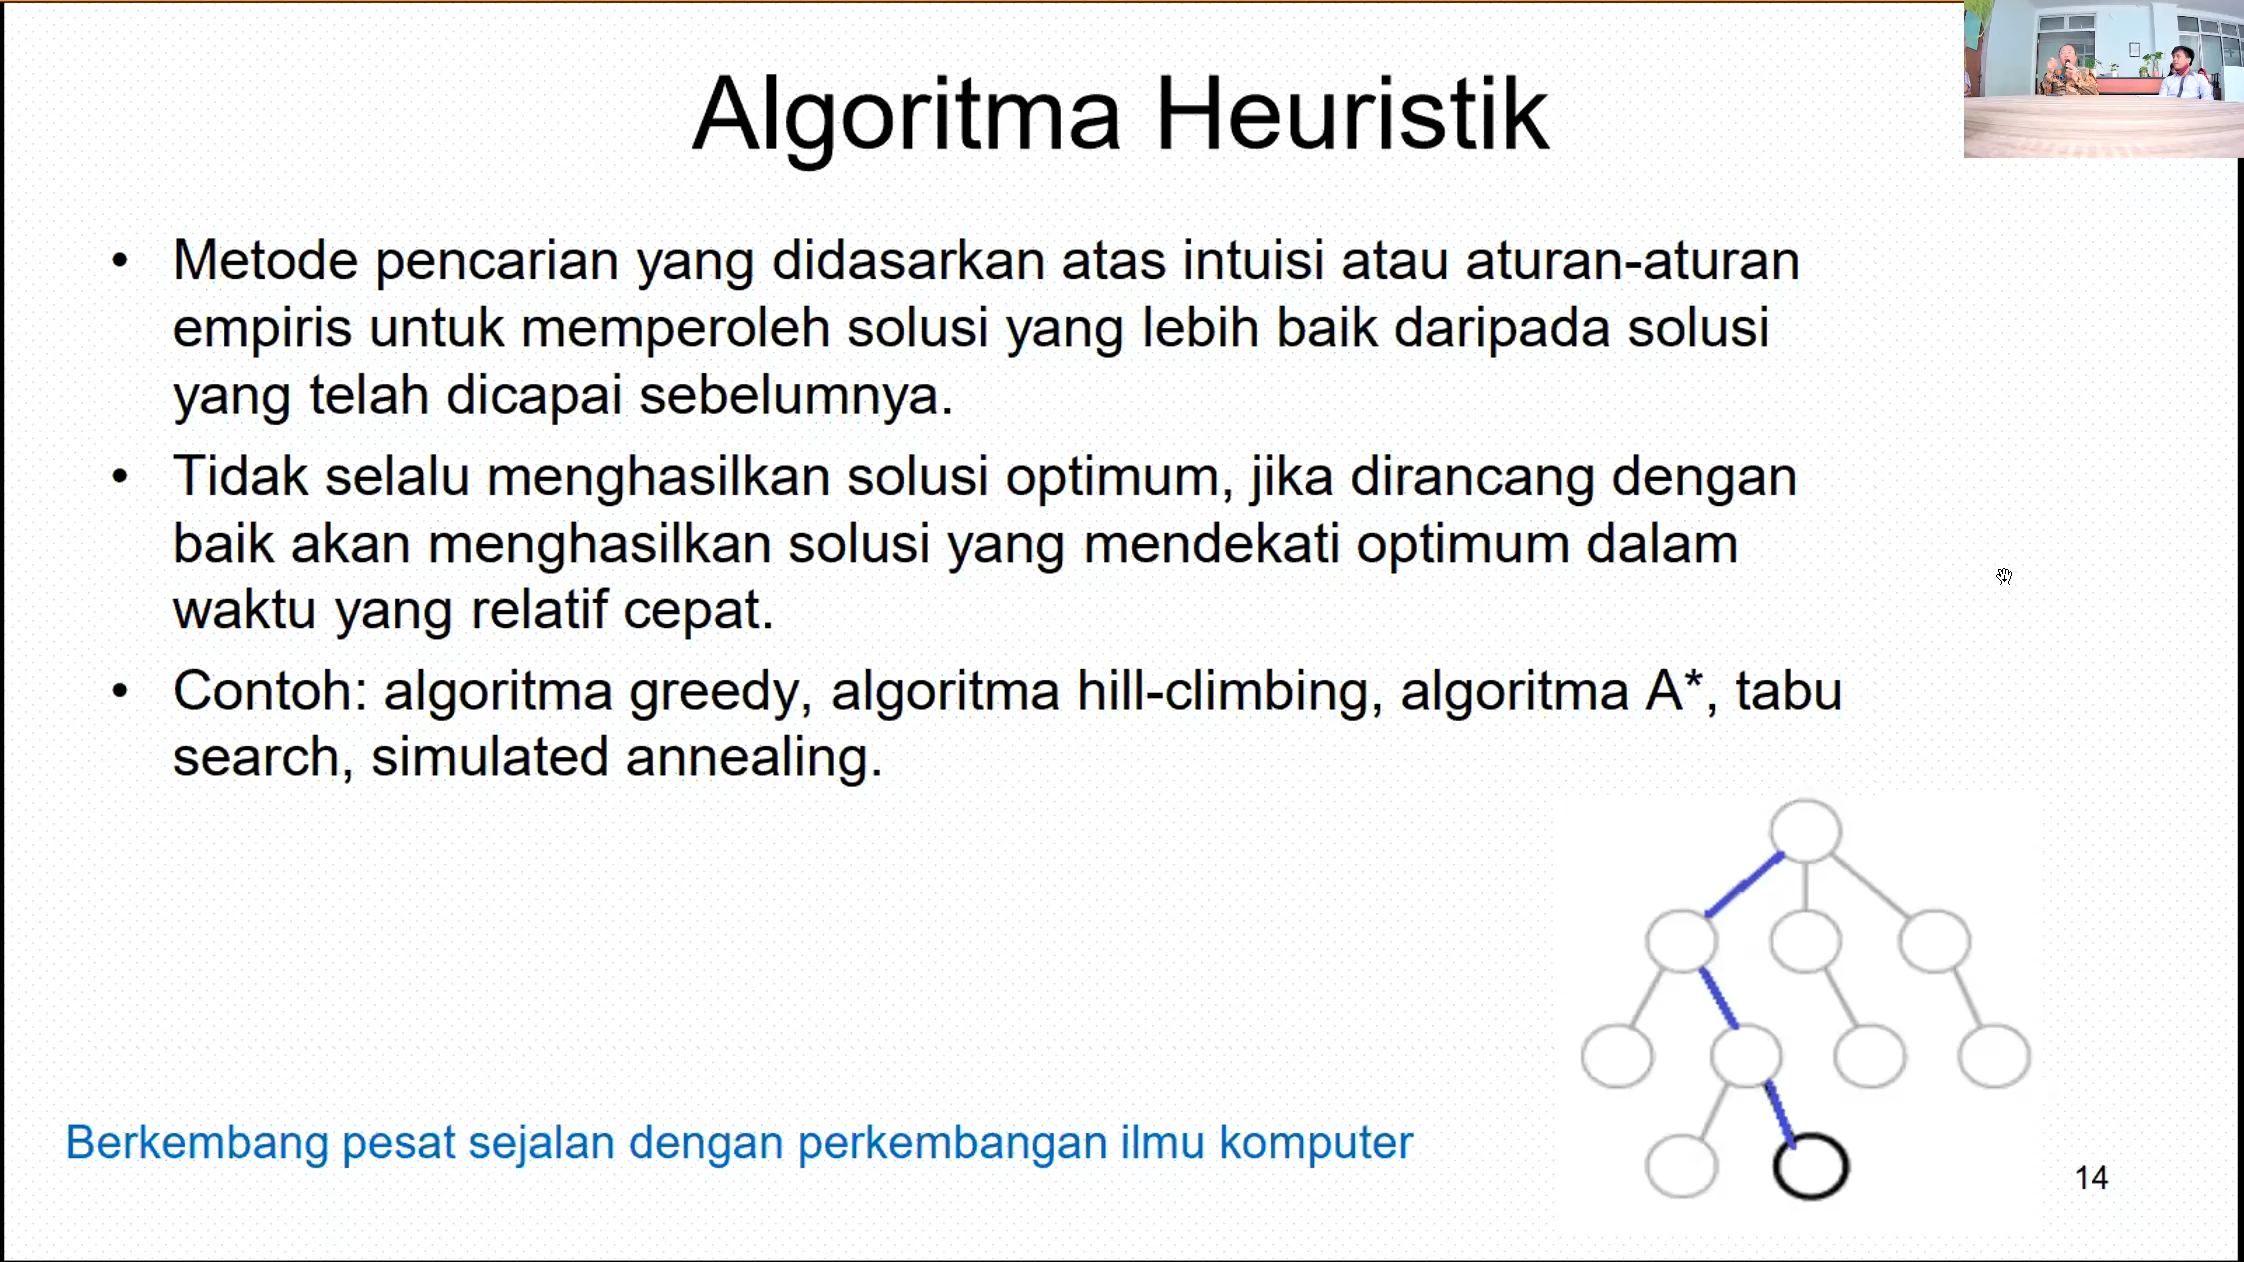 Algoritma Heuristik
• Metode pencarian yang didasarkan atas intuisi atau aturan-aturan
empiris untuk memperoleh solusi yang lebih baik daripada solusi
yang telah dicapai sebelumnya.
• Tidak selalu menghasilkan solusi optimum, jika dirancang dengan
baik akan menghasilkan solusi yang mendekati optimum dalam
waktu yang relatif cepat.
• Contoh: algoritma greedy, algoritma hill-climbing, algoritma A*, tabu
search, simulated annealing.
Berkembang pesat sejalan dengan perkembangan ilmu komputer
14